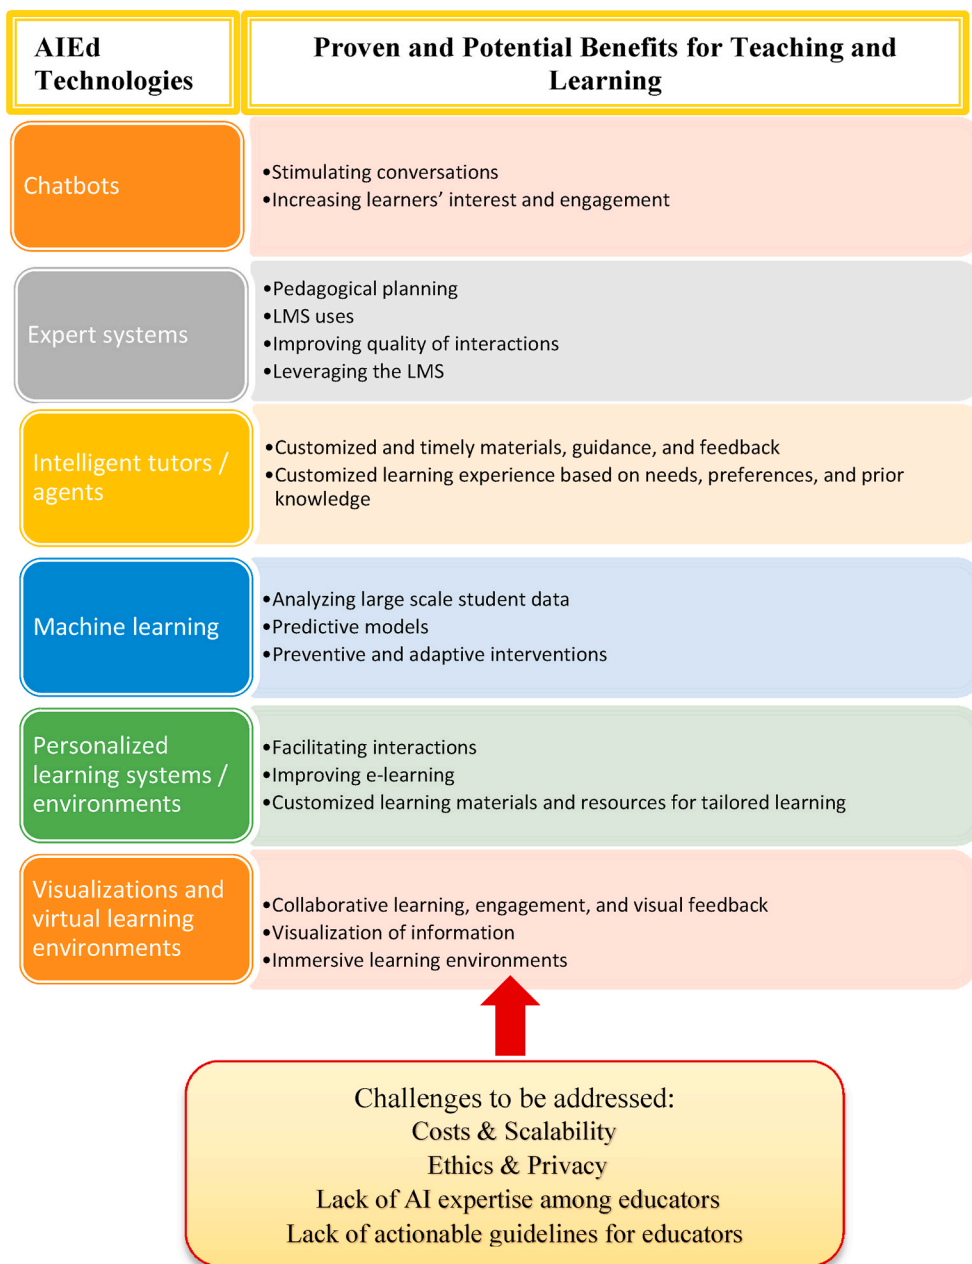 AIEd
Technologies
Proven and Potential Benefits for Teaching and
Learning
Chatbots
•Stimulating conversations
•Increasing learners’ interest and engagement
Expert systems
•Pedagogical planning
•LMS uses
•Improving quality of interactions
•Leveraging the LMS
Intelligent tutors /
agents
•Customized and timely materials, guidance, and feedback
•Customized learning experience based on needs, preferences, and prior
knowledge
Machine learning
•Analyzing large scale student data
•Predictive models
•Preventive and adaptive interventions
Personalized
learning systems /
environments
•Facilitating interactions
•Improving e-learning
•Customized learning materials and resources for tailored learning
Visualizations and
virtual learning
environments
•Collaborative learning, engagement, and visual feedback
•Visualization of information
•Immersive learning environments
Challenges to be addressed:
Costs & Scalability
Ethics & Privacy
Lack of AI expertise among educators
Lack of actionable guidelines for educators